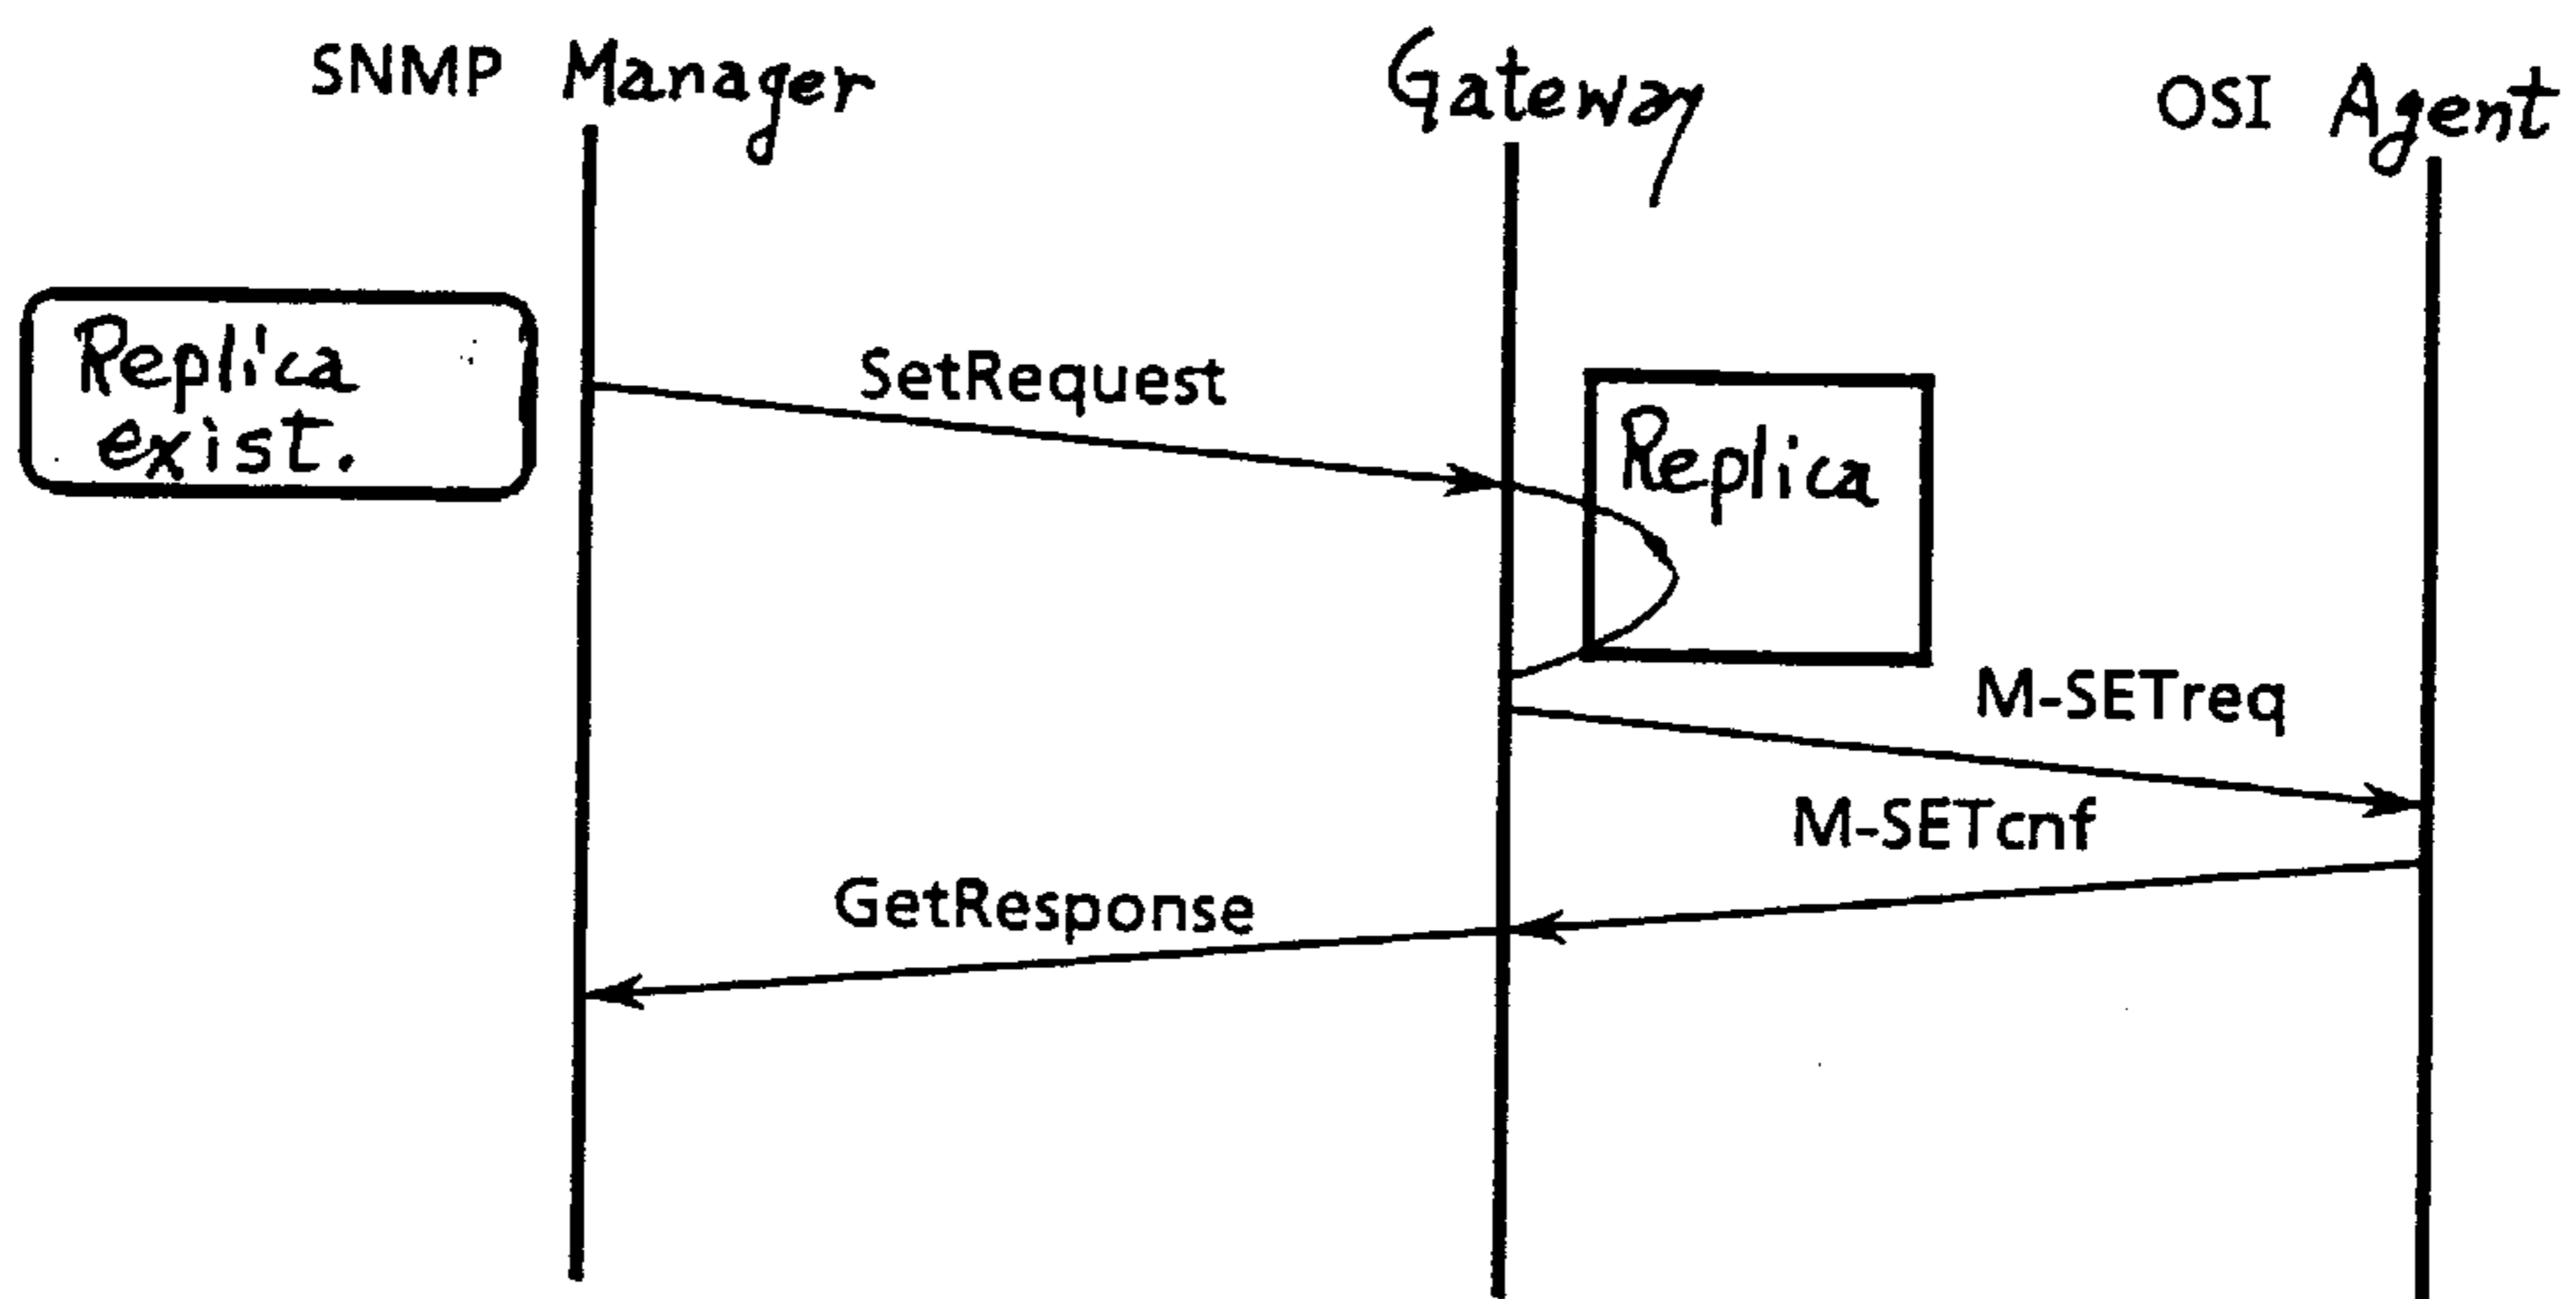 SNMP Manager
Gateway
OSI Agent
Replica
exist.
SetRequest
Replica
M-SETreq
M-SETcnf
GetResponse